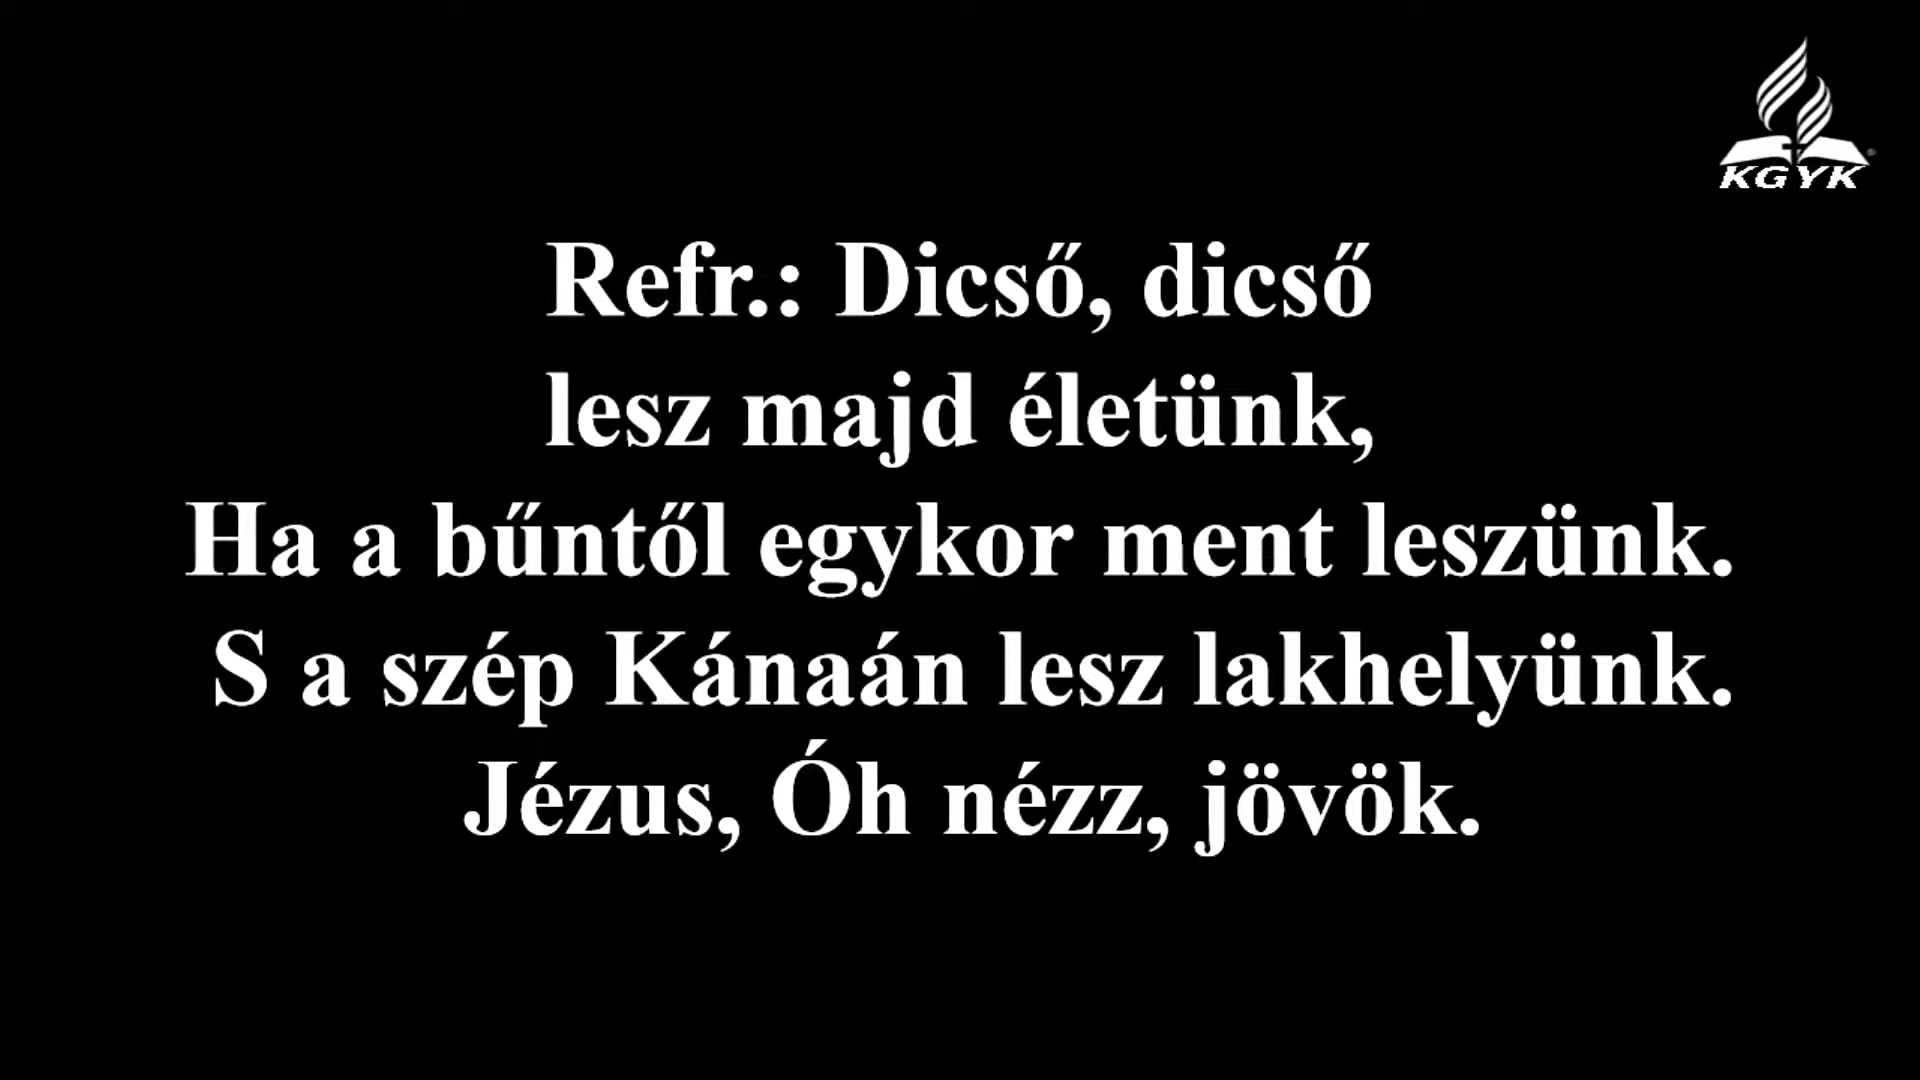 KGYK
Refr.: Dicső, dicső
lesz majd életünk,
Ha a bűntől egykor ment leszünk.
S a szép Kánaán lesz lakhelyünk.
Jézus, Óh nézz, jövök.